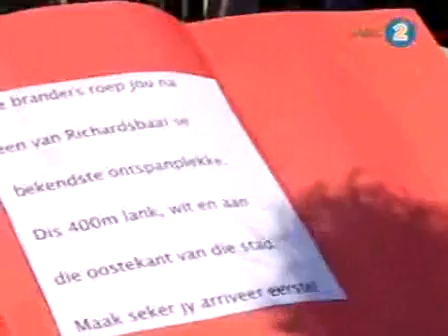 2
e branders roep jou na
een van Richardsbaai se
bekendste ontspanplekke.
Dis 400m lank, wit en aan
die oostekant van die stad.
Maak seker jy arriveer eerste!